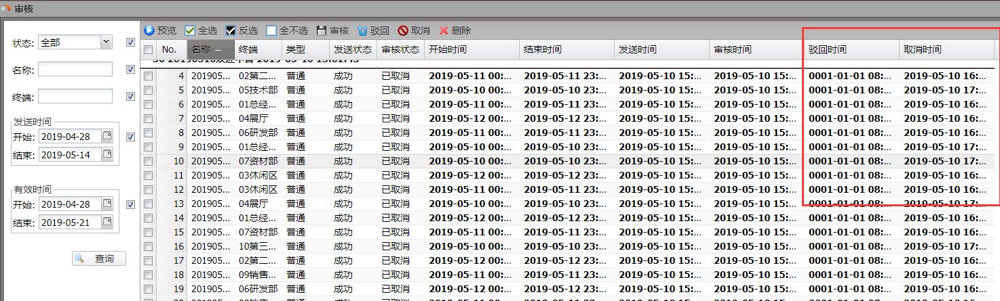 审核
状态: 全部
名称:
终端:
发送时间
开始: 2019-04-28
结束: 2019-05-14
有效时间
开始: 2019-04-28
结束: 2019-05-21
查询
预览 全选 反选 全不选 审核 驳回 取消 删除
No. 名称 终端 类型 发送状态 审核状态 开始时间 结束时间 发送时间 审核时间 驳回时间 取消时间
4 201905... 02第二... 普通 成功 已取消 2019-05-11 00:... 2019-05-11 23:... 2019-05-10 15:... 2019-05-10 15:... 0001-01-01 08:... 2019-05-10 16:...
5 201905... 05技术部 普通 成功 已取消 2019-05-10 00:... 2019-05-10 23:... 2019-05-10 15:... 2019-05-10 15:... 0001-01-01 08:... 2019-05-10 17:...
6 201905... 01总经... 普通 成功 已取消 2019-05-11 00:... 2019-05-11 23:... 2019-05-10 15:... 2019-05-10 15:... 0001-01-01 08:... 2019-05-10 16:...
7 201905... 04展厅 普通 成功 已取消 2019-05-12 00:... 2019-05-12 23:... 2019-05-10 15:... 2019-05-10 15:... 0001-01-01 08:... 2019-05-10 16:...
8 201905... 06研发部 普通 成功 已取消 2019-05-11 00:... 2019-05-11 23:... 2019-05-10 15:... 2019-05-10 15:... 0001-01-01 08:... 2019-05-10 16:...
9 201905... 01总经... 普通 成功 已取消 2019-05-10 00:... 2019-05-10 23:... 2019-05-10 15:... 2019-05-10 15:... 0001-01-01 08:... 2019-05-10 17:...
10 201905... 07资材部 普通 成功 已取消 2019-05-10 00:... 2019-05-10 23:... 2019-05-10 15:... 2019-05-10 15:... 0001-01-01 08:... 2019-05-10 17:...
11 201905... 03休闲区 普通 成功 已取消 2019-05-12 00:... 2019-05-12 23:... 2019-05-10 15:... 2019-05-10 15:... 0001-01-01 08:... 2019-05-10 16:...
12 201905... 03休闲区 普通 成功 已取消 2019-05-11 00:... 2019-05-11 23:... 2019-05-10 15:... 2019-05-10 15:... 0001-01-01 08:... 2019-05-10 16:...
13 201905... 04展厅 普通 成功 已取消 2019-05-10 00:... 2019-05-10 23:... 2019-05-10 15:... 2019-05-10 15:... 0001-01-01 08:... 2019-05-10 17:...
14 201905... 01总经... 普通 成功 已取消 2019-05-12 00:... 2019-05-12 23:... 2019-05-10 15:... 2019-05-10 15:... 0001-01-01 08:... 2019-05-10 16:...
15 201905... 07资材部 普通 成功 已取消 2019-05-12 00:... 2019-05-12 23:... 2019-05-10 15:... 2019-05-10 15:... 0001-01-01 08:... 2019-05-10 16:...
16 201905... 10第三... 普通 成功 已取消 2019-05-10 00:... 2019-05-10 23:... 2019-05-10 15:... 2019-05-10 15:... 0001-01-01 08:... 2019-05-10 17:...
17 201905... 02第二... 普通 成功 已取消 2019-05-12 00:... 2019-05-12 23:... 2019-05-10 15:... 2019-05-10 15:... 0001-01-01 08:... 2019-05-10 16:...
18 201905... 09销售... 普通 成功 已取消 2019-05-11 00:... 2019-05-11 23:... 2019-05-10 15:... 2019-05-10 15:... 0001-01-01 08:... 2019-05-10 16:...
19 201905... 06研发部 普通 成功 已取消 2019-05-12 00:... 2019-05-12 23:... 2019-05-10 15:... 2019-05-10 15:... 0001-01-01 08:... 2019-05-10 16:...